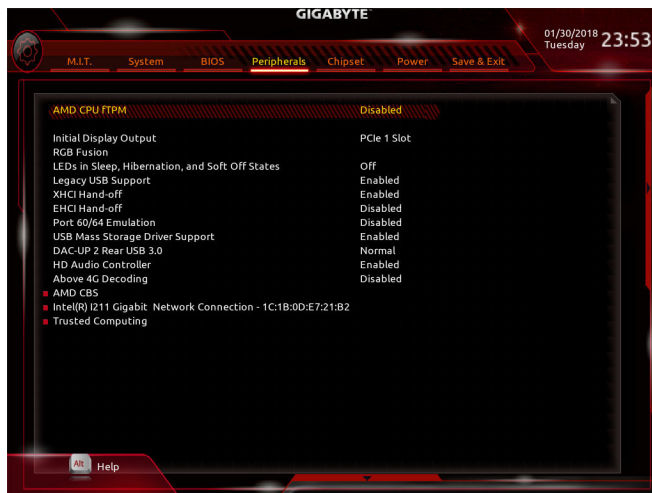 GIGABYTE™
01/30/2018
Tuesday
23:53
M.I.T. System BIOS Peripherals Chipset Power Save & Exit
AMD CPU fTPM Disabled
Initial Display Output PCIe 1 Slot
RGB Fusion
LEDs in Sleep, Hibernation, and Soft Off States Off
Legacy USB Support Enabled
XHCI Hand-off Enabled
EHCI Hand-off Disabled
Port 60/64 Emulation Disabled
USB Mass Storage Driver Support Enabled
DAC-UP 2 Rear USB 3.0 Normal
HD Audio Controller Enabled
Above 4G Decoding Disabled
AMD CBS
Intel(R) I211 Gigabit Network Connection - 1C:1B:0D:E7:21:B2
Trusted Computing
Alt Help